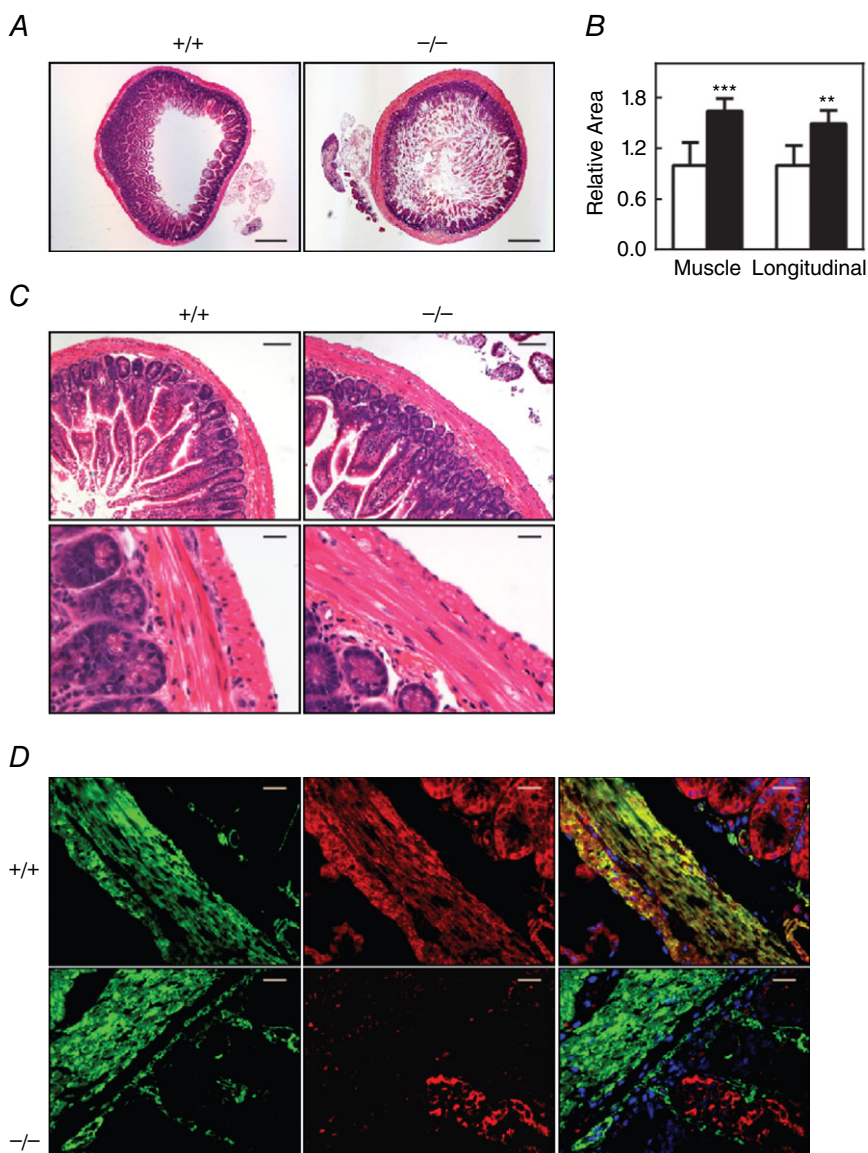 A
+/+
−/−
B
Relative Area
1.8
1.2
0.6
0.0
***
**
Muscle
Longitudinal
C
+/+
−/−
D
+/+
−/−